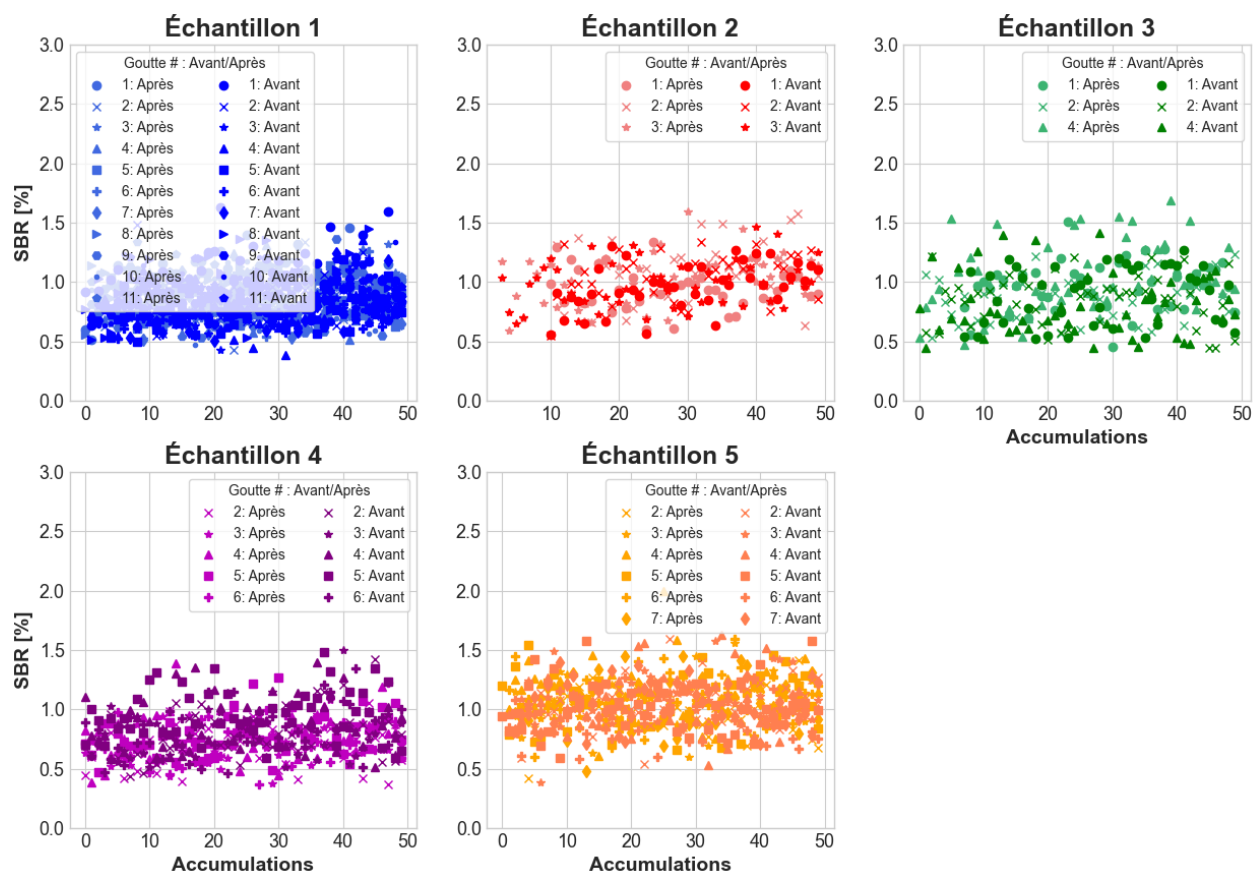 Échantillon 1
3.0
2.5
2.0
1.5
1.0
0.5
0.0
SBR [%]
Goutte # : Avant/Après
1: Après 1: Avant
2: Après 2: Avant
3: Après 3: Avant
4: Après 4: Avant
5: Après 5: Avant
6: Après 6: Avant
7: Après 7: Avant
8: Après 8: Avant
9: Après 9: Avant
10: Après 10: Avant
11: Après 11: Avant
0 10 20 30 40 50
Échantillon 2
3.0
2.5
2.0
1.5
1.0
0.5
0.0
Goutte # : Avant/Après
1: Après 1: Avant
2: Après 2: Avant
3: Après 3: Avant
0 10 20 30 40 50
Échantillon 3
3.0
2.5
2.0
1.5
1.0
0.5
0.0
Goutte # : Avant/Après
1: Après 1: Avant
2: Après 2: Avant
4: Après 4: Avant
0 10 20 30 40 50
Accumulations
Échantillon 4
3.0
2.5
2.0
1.5
1.0
0.5
0.0
SBR [%]
Goutte # : Avant/Après
2: Après 2: Avant
3: Après 3: Avant
4: Après 4: Avant
5: Après 5: Avant
6: Après 6: Avant
0 10 20 30 40 50
Accumulations
Échantillon 5
3.0
2.5
2.0
1.5
1.0
0.5
0.0
Goutte # : Avant/Après
2: Après 2: Avant
3: Après 3: Avant
4: Après 4: Avant
5: Après 5: Avant
6: Après 6: Avant
7: Après 7: Avant
0 10 20 30 40 50
Accumulations